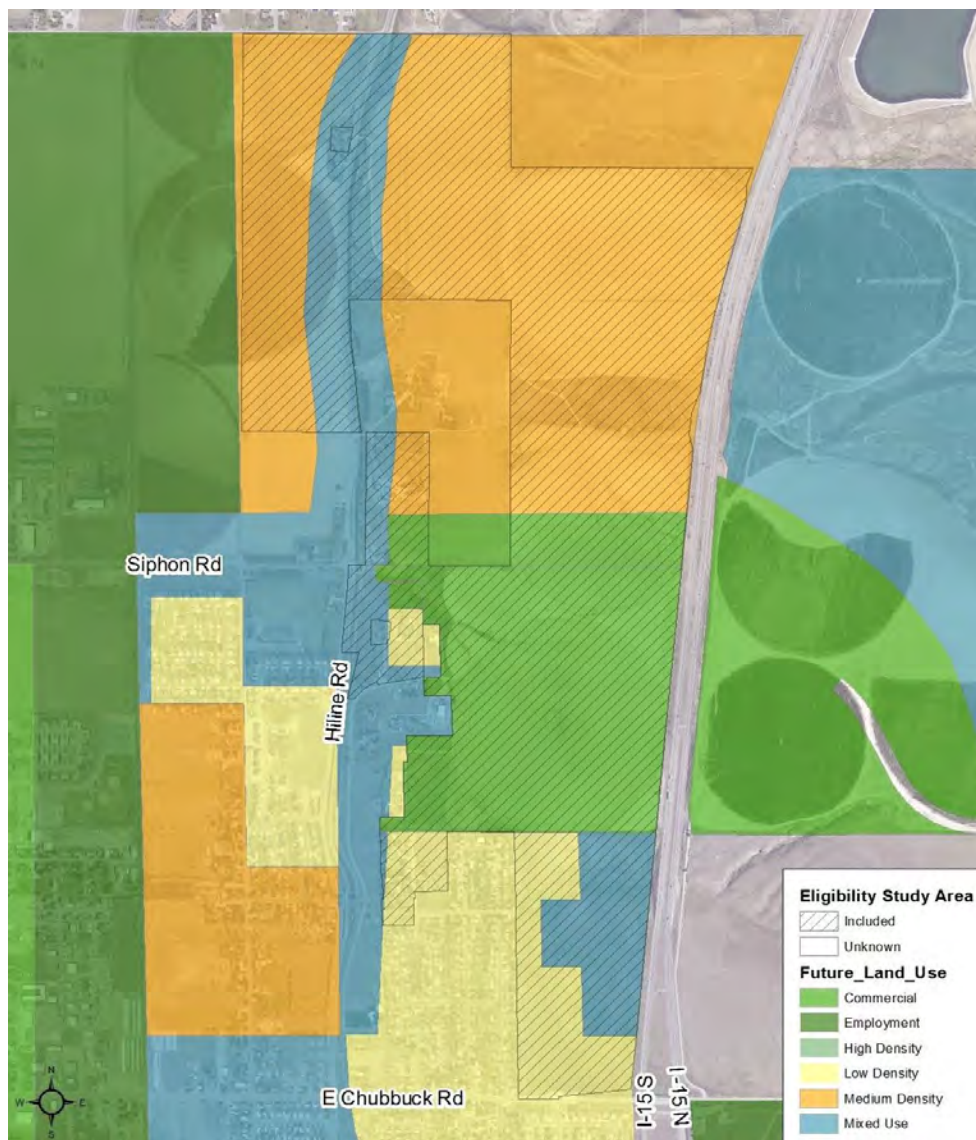 Siphon Rd
Hiline Rd
E Chubbuck Rd
I-15 S
I-15 N
N
W
E
S
Eligibility Study Area
Included
Unknown
Future_Land_Use
Commercial
Employment
High Density
Low Density
Medium Density
Mixed Use